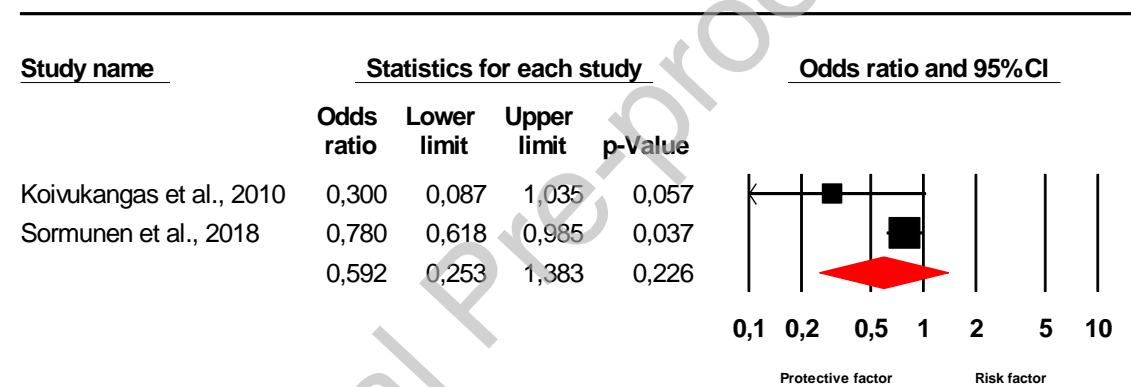 Study name Statistics for each study Odds ratio and 95%CI
Odds Lower Upper
ratio limit limit p-Value
Koivukangas et al., 2010 0,300 0,087 1,035 0,057
Sormunen et al., 2018 0,780 0,618 0,985 0,037
0,592 0,253 1,383 0,226
0,1 0,2 0,5 1 2 5 10
Protective factor Risk factor
al Pre-proo